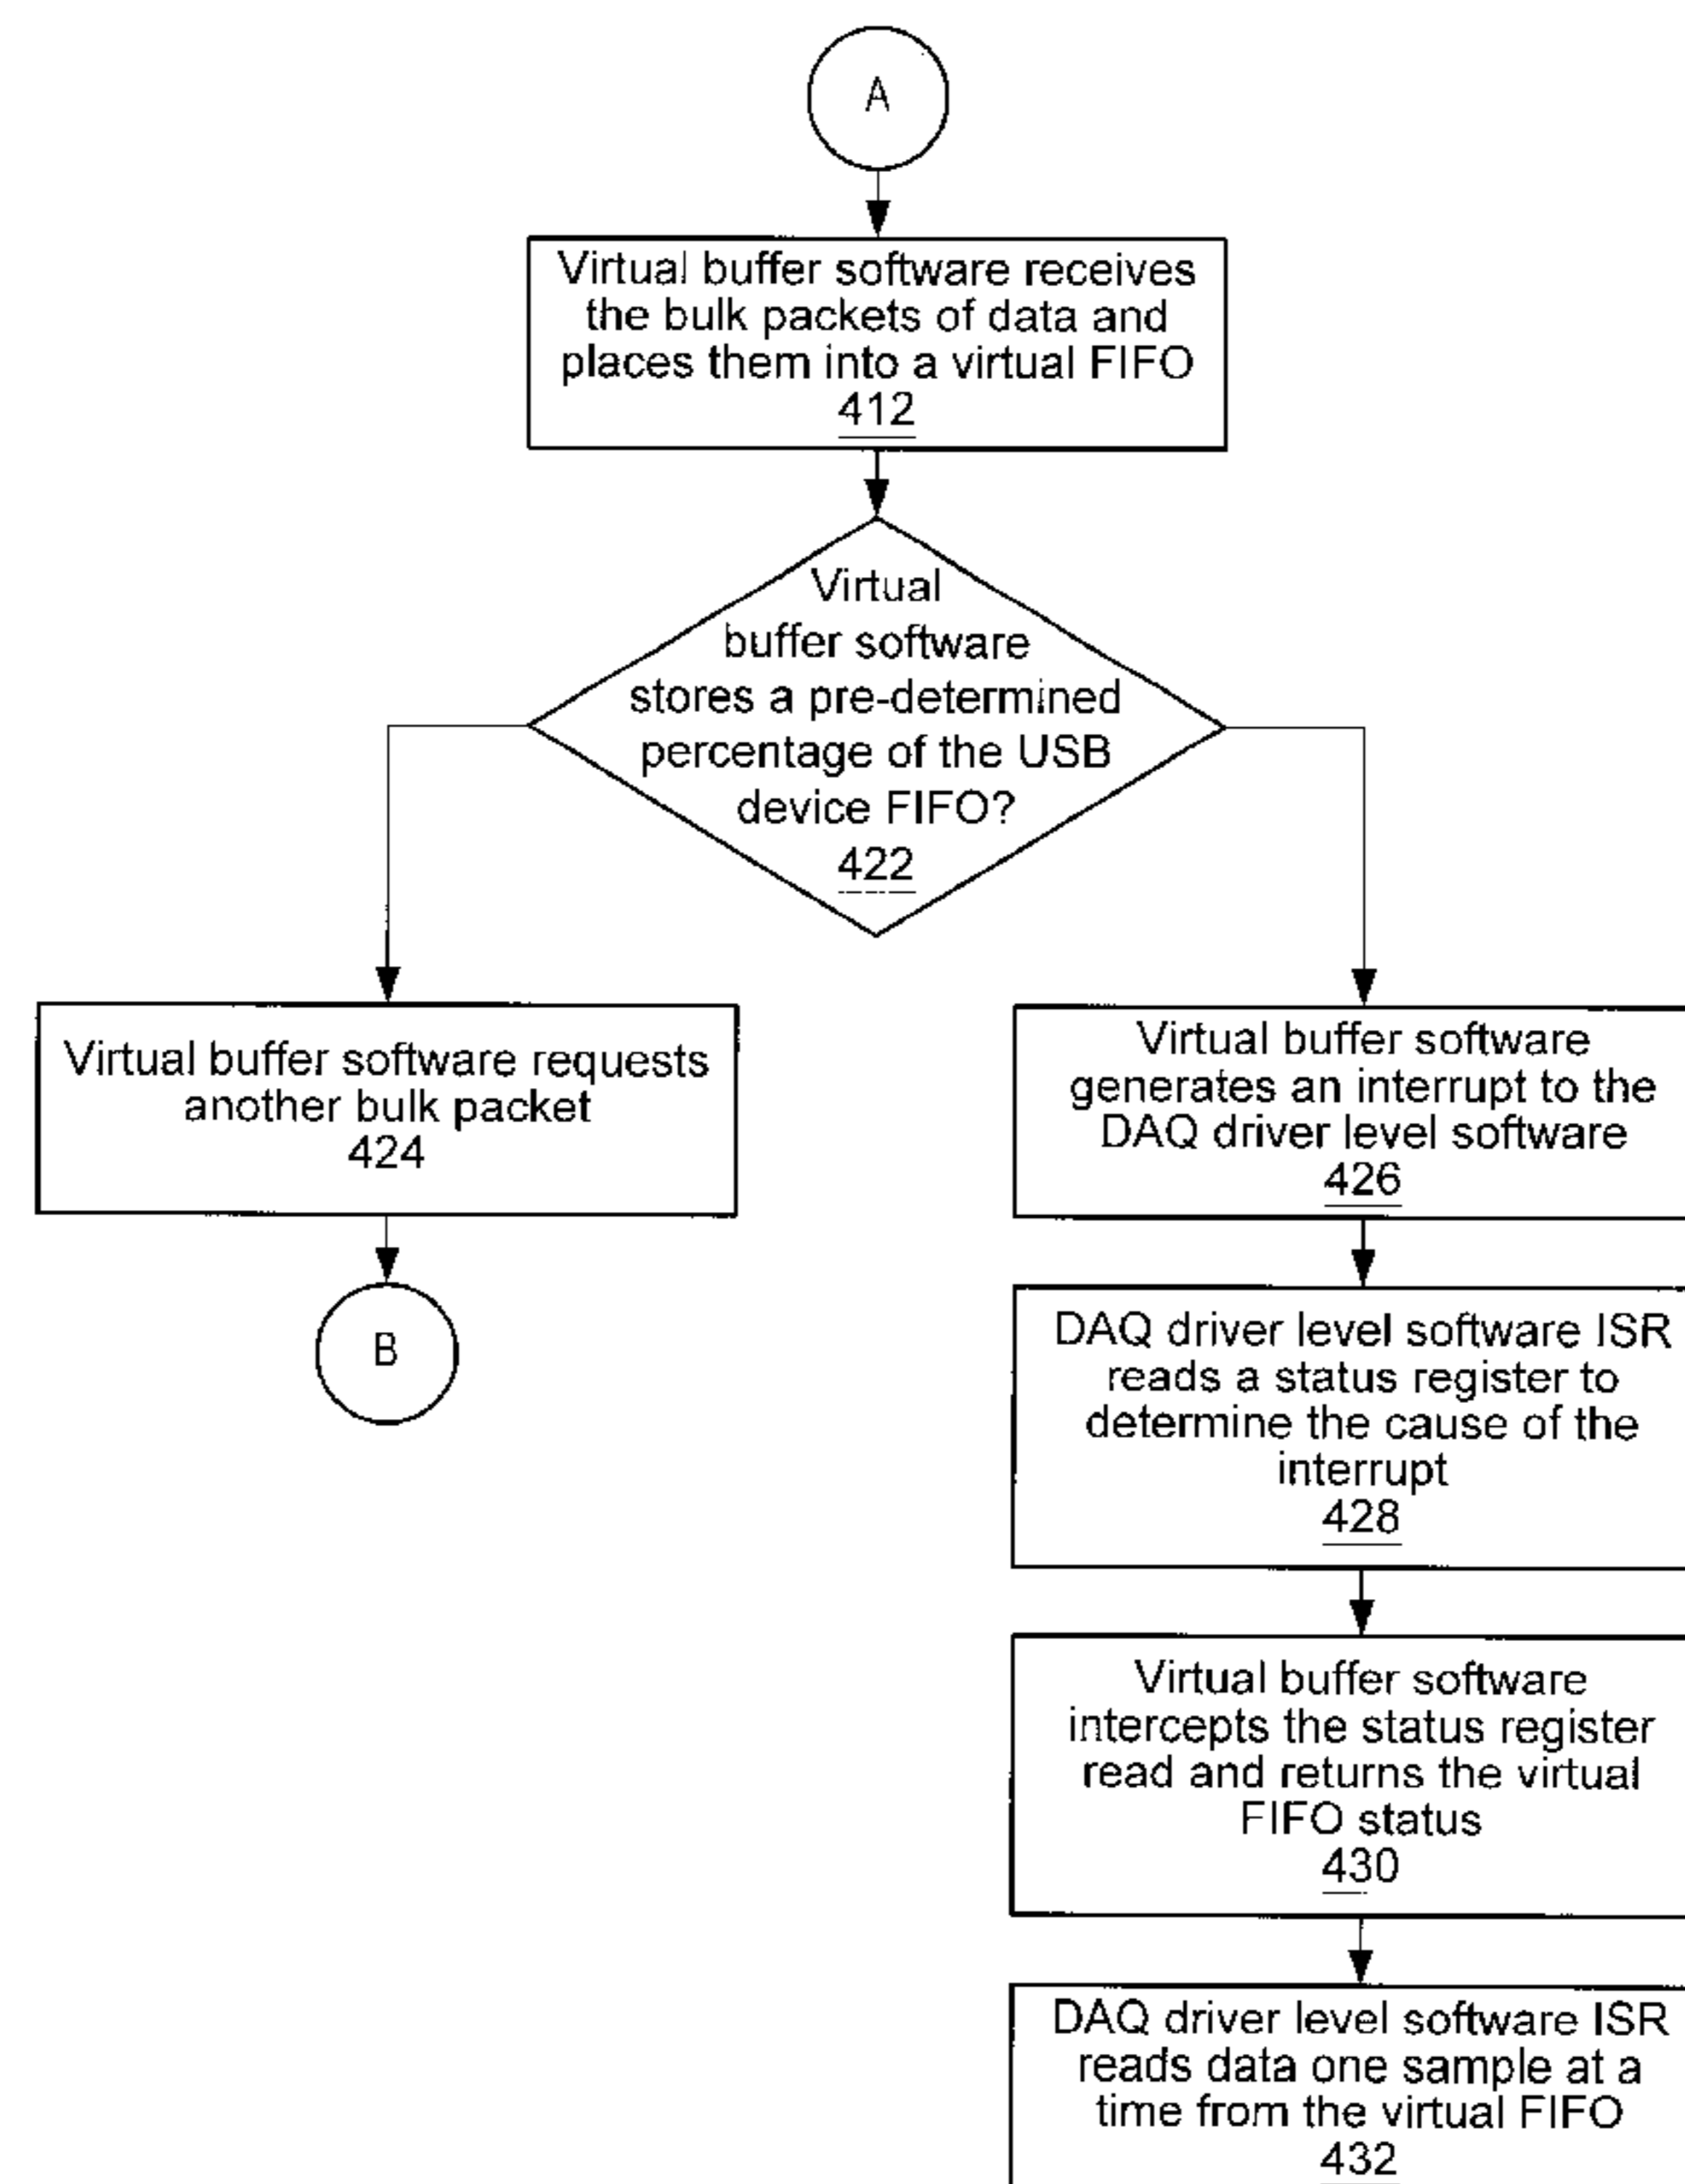 A
Virtual buffer software receives
the bulk packets of data and
places them into a virtual FIFO
412
Virtual
buffer software
stores a pre-determined
percentage of the USB
device FIFO?
422
Virtual buffer software requests
another bulk packet
424
B
Virtual buffer software
generates an interrupt to the
DAQ driver level software
426
DAQ driver level software ISR
reads a status register to
determine the cause of the
interrupt
428
Virtual buffer software
intercepts the status register
read and returns the virtual
FIFO status
430
DAQ driver level software ISR
reads data one sample at a
time from the virtual FIFO
432